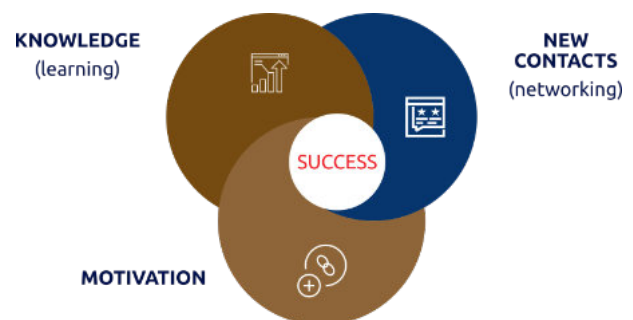 KNOWLEDGE
(learning)
NEW
CONTACTS
(networking)
SUCCESS
MOTIVATION